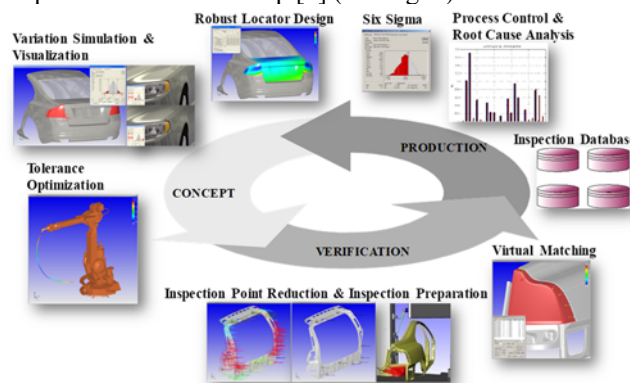 Robust Locator Design
Six Sigma
Process Control &
Root Cause Analysis
Variation Simulation &
Visualization
Inspection Database
PRODUCTION
Tolerance
Optimization
CONCEPT
VERIFICATION
Virtual Matching
Inspection Point Reduction & Inspection Preparation